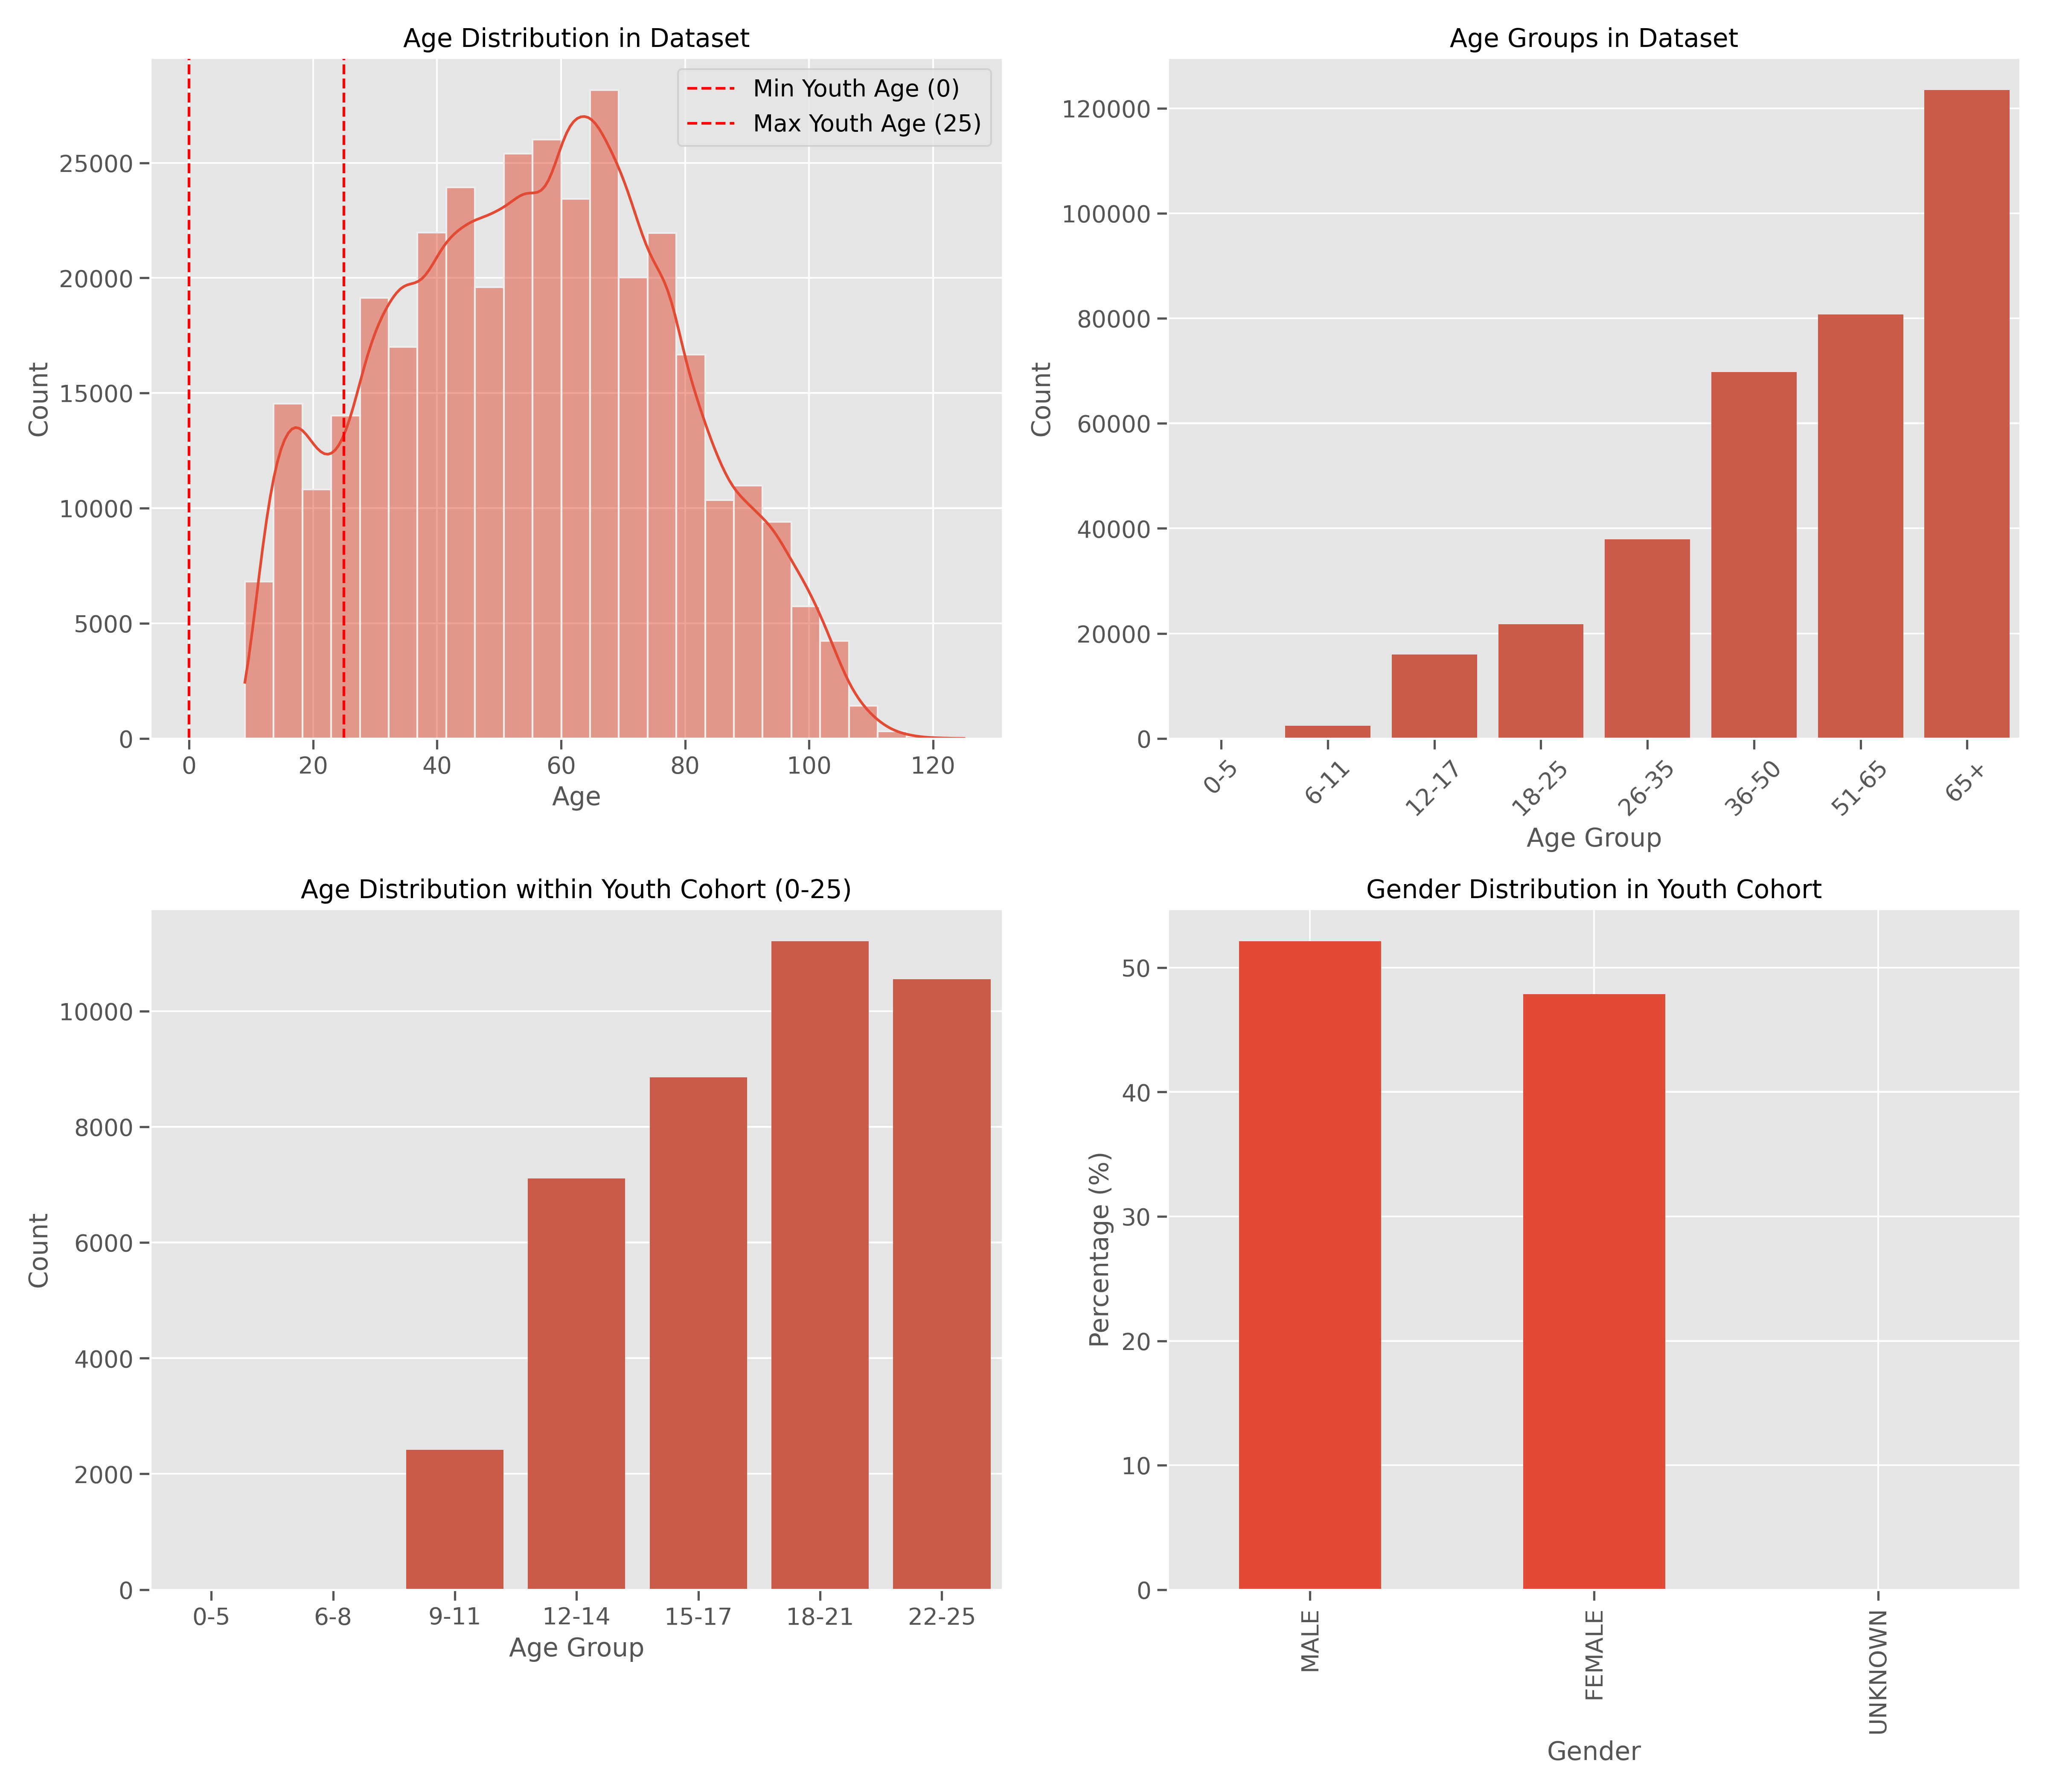 Age Distribution in Dataset
Min Youth Age (0)
Max Youth Age (25)
25000
20000
15000
10000
5000
0
Count
0 20 40 60 80 100 120
Age
Age Groups in Dataset
120000
100000
80000
60000
40000
20000
0
Count
0-5 6-11 12-17 18-25 26-35 36-50 51-65 65+
Age Group
Age Distribution within Youth Cohort (0-25)
10000
8000
6000
4000
2000
0
Count
0-5 6-8 9-11 12-14 15-17 18-21 22-25
Age Group
Gender Distribution in Youth Cohort
50
40
30
20
10
0
Percentage (%)
MALE FEMALE UNKNOWN
Gender